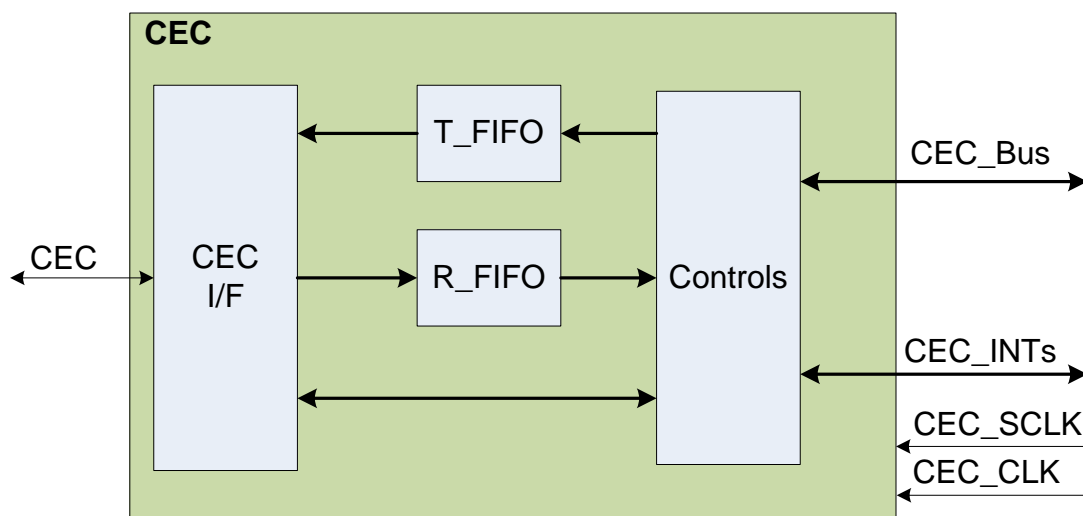 CEC
T_FIFO
CEC_Bus
CEC
CEC
I/F
R_FIFO
Controls
CEC_INTs
CEC_SCLK
CEC_CLK